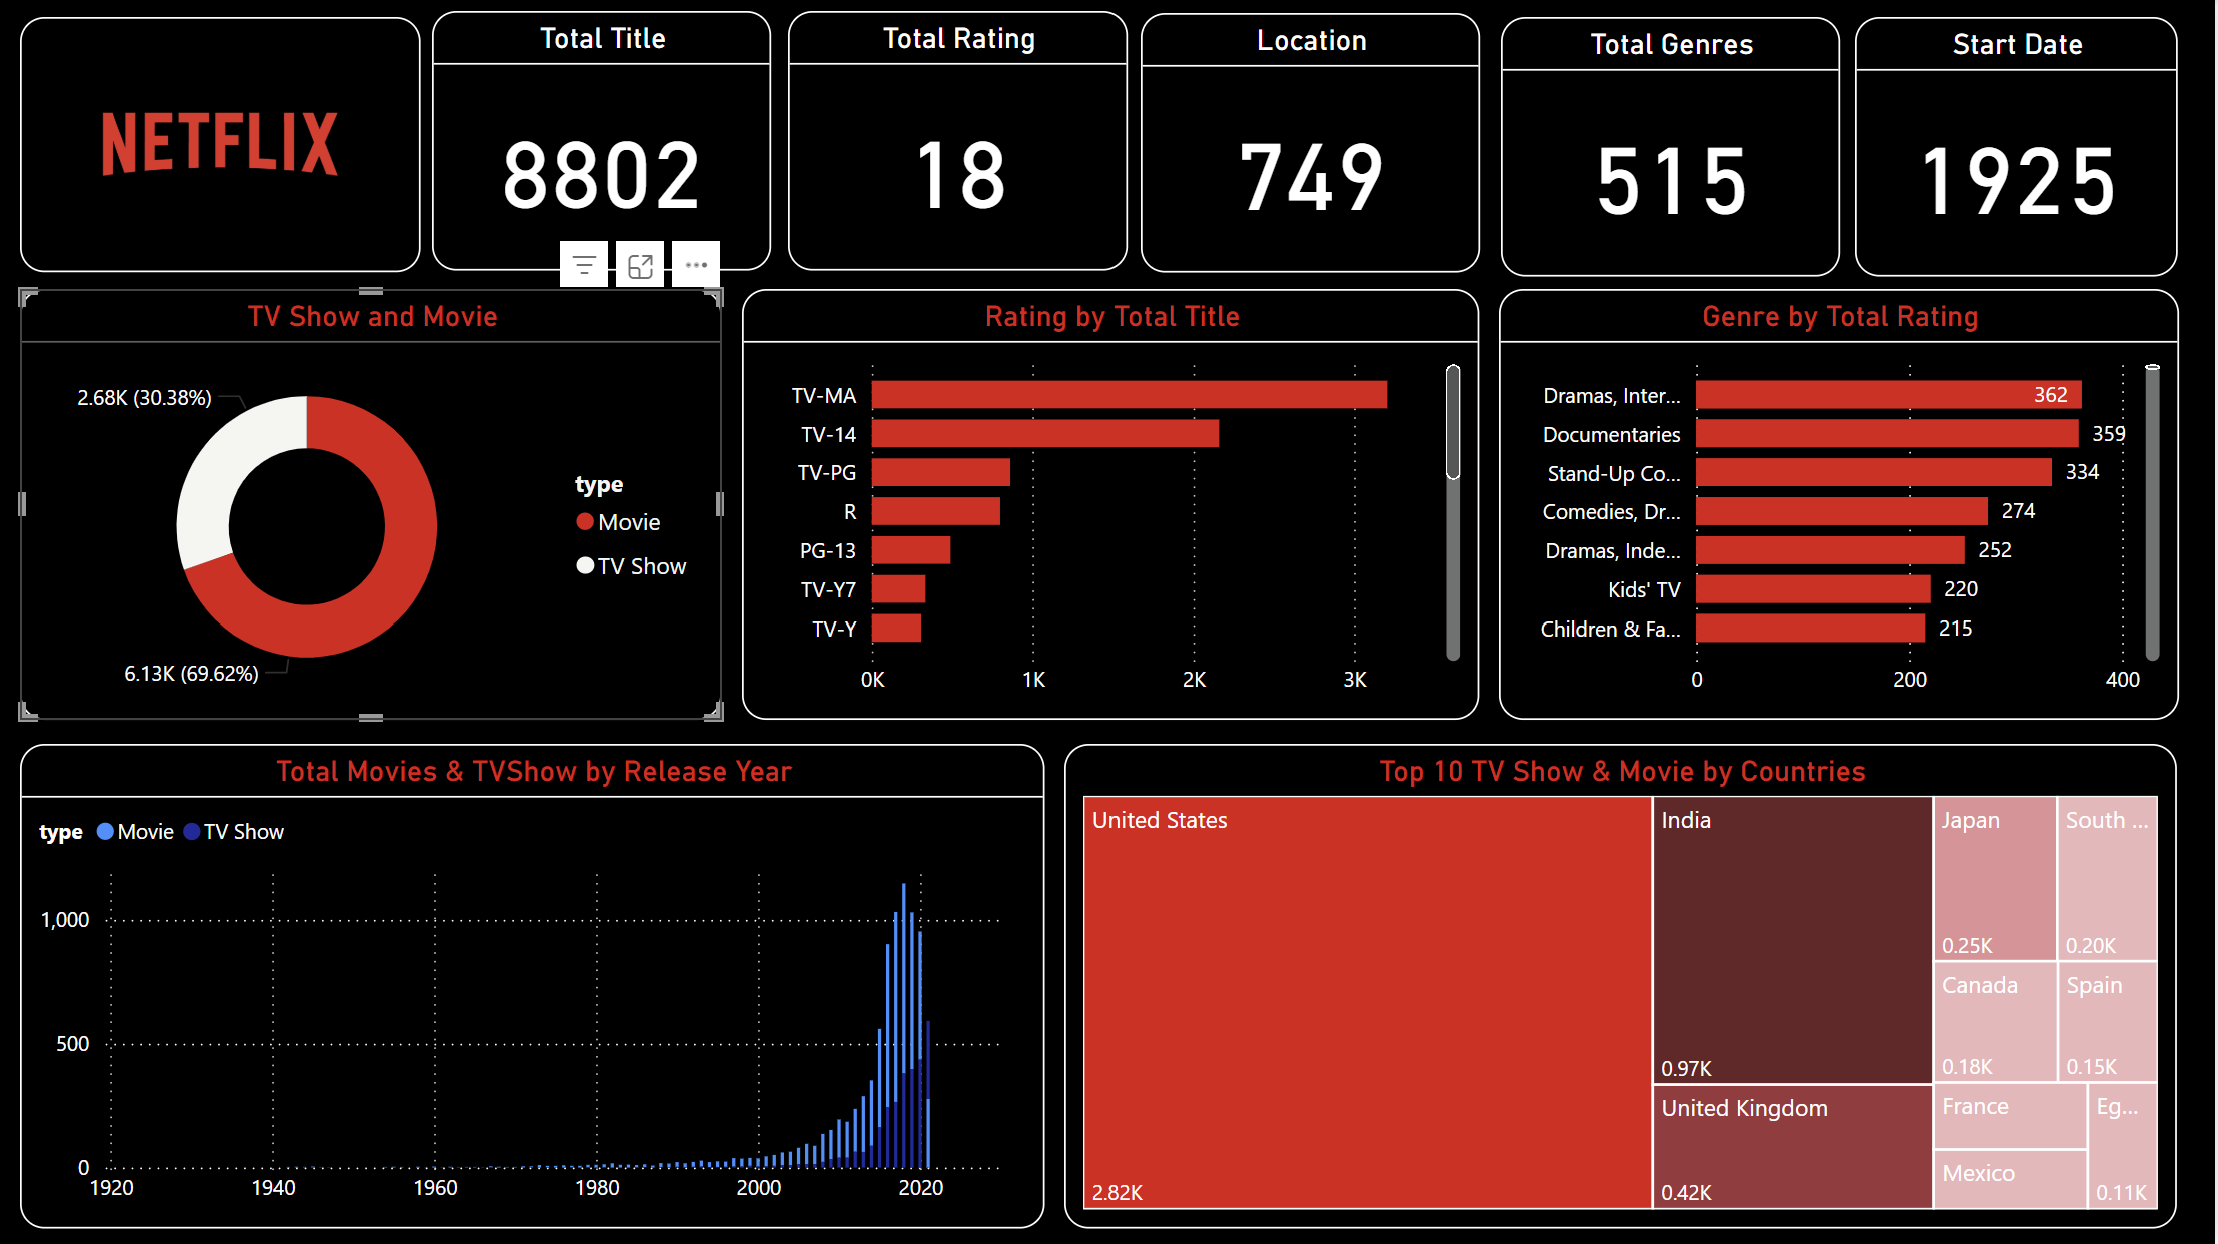 NETFLIX
Total Title
8802
Total Rating
18
Location
749
Total Genres
515
Start Date
1925
TV Show and Movie
2.68K (30.38%)
6.13K (69.62%)
type
Movie
TV Show
Rating by Total Title
TV-MA
TV-14
TV-PG
R
PG-13
TV-Y7
TV-Y
0K 1K 2K 3K
Genre by Total Rating
Dramas, Inter... 362
Documentaries 359
Stand-Up Co... 334
Comedies, Dr... 274
Dramas, Inde... 252
Kids' TV 220
Children & Fa... 215
0 200 400
Total Movies & TVShow by Release Year
type Movie TV Show
1,000
500
0
1920 1940 1960 1980 2000 2020
Top 10 TV Show & Movie by Countries
United States
2.82K
India
0.97K
United Kingdom
0.42K
Japan
0.25K
South ...
0.20K
Canada
0.18K
Spain
0.15K
France
Mexico
Eg...
0.11K